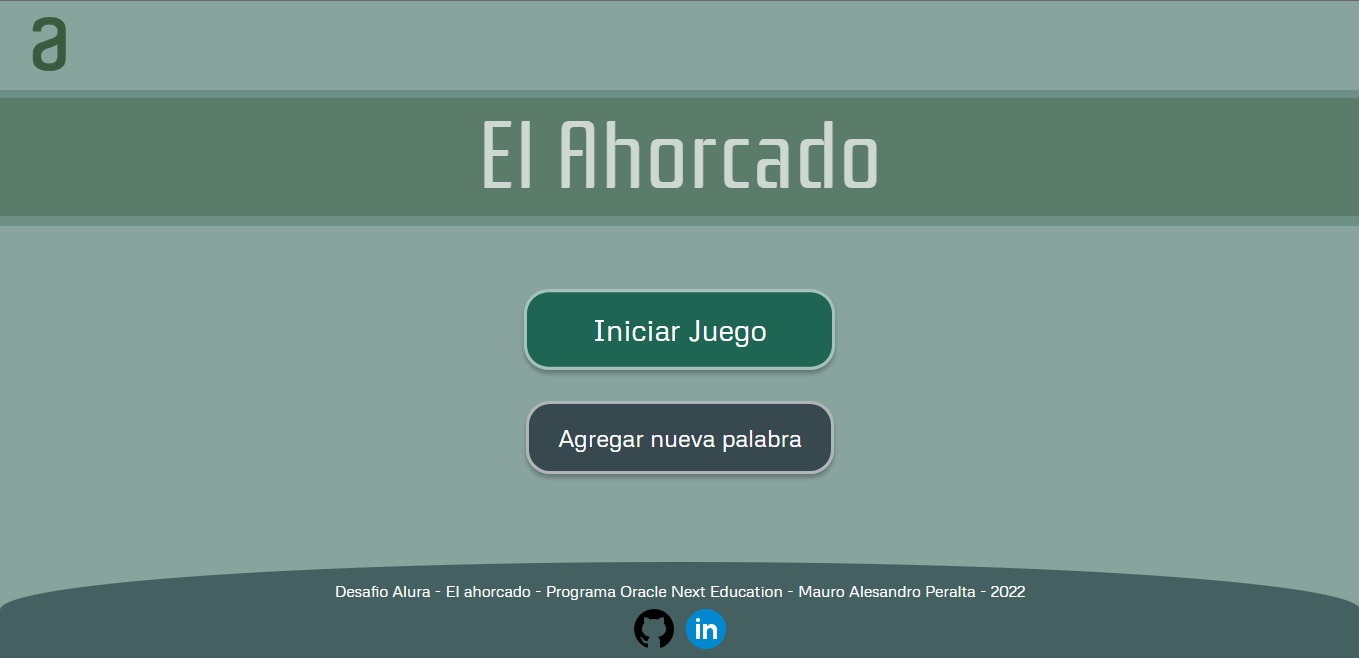 a
El Ahorcado
Iniciar Juego
Agregar nueva palabra
Desafio Alura - El ahorcado - Programa Oracle Next Education - Mauro Alesandro Peralta - 2022
in